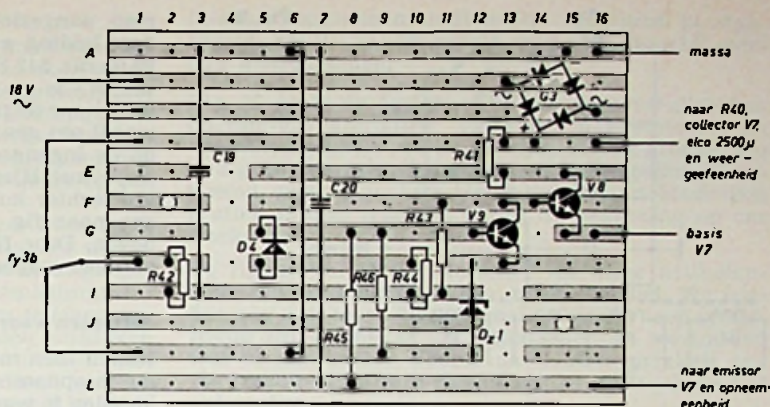 1 2 3 4 5 6 7 8 9 10 11 12 13 14 15 16
A
massa
18 V
~
~
G3
-
~
+
naar R40,
collector V7,
elco 2500µ
en weer-
geefeenheid
R41
E
C19
F
C20
V8
R43
G
V9
D4
basis
V7
ry3b
R42
R46
R44
I
Dz1
J
R45
L
naar emissor
V7 en opneem-
eenheid